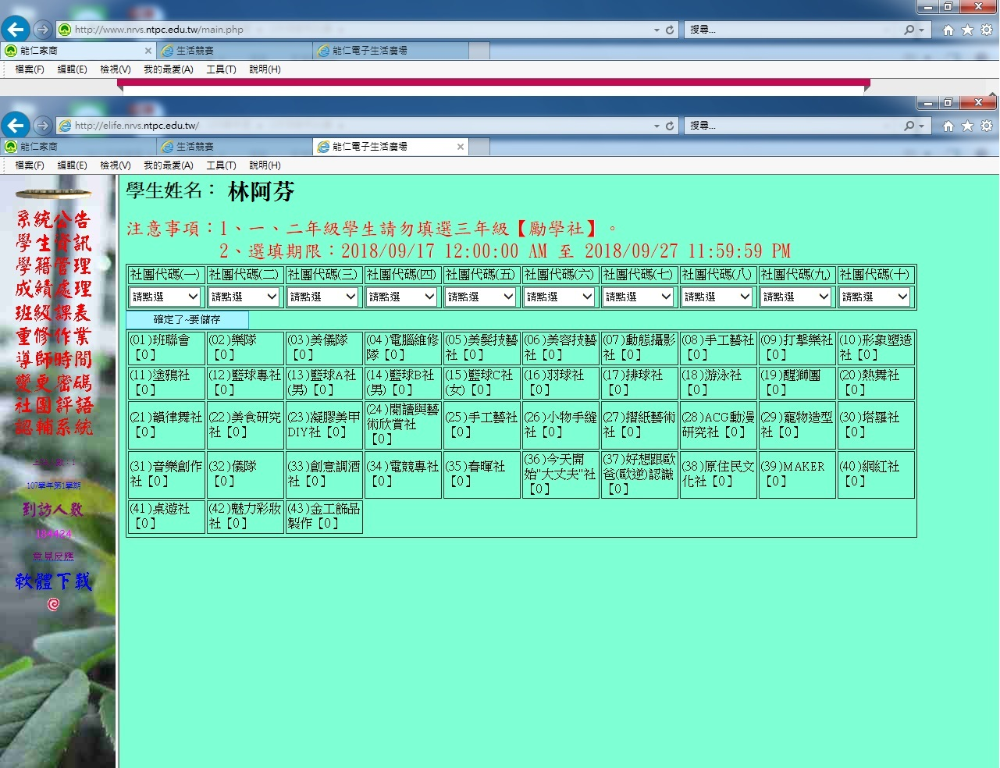 http://www.nrvs.ntpc.edu.tw/main.php
搜尋...
能仁家商
生活競賽
能仁電子生活廣場
檔案(F) 編輯(E) 檢視(V) 我的最愛(A) 工具(T) 說明(H)
http://elife.nrvs.ntpc.edu.tw/
搜尋...
能仁家商
生活競賽
能仁電子生活廣場
檔案(F) 編輯(E) 檢視(V) 我的最愛(A) 工具(T) 說明(H)
系統公告
學生資訊
學籍管理
成績處理
班級課表
重修作業
導師時間
變更密碼
社團評語
認輔系統
107學年第1學期
到訪人數
184424
意見反應
軟體下載
學生姓名： 林阿芬
注意事項：1、一、二年級學生請勿填選三年級【勵學社】。
2、選填期限：2018/09/17 12:00:00 AM 至 2018/09/27 11:59:59 PM
社團代碼(一) 社團代碼(二) 社團代碼(三) 社團代碼(四) 社團代碼(五) 社團代碼(六) 社團代碼(七) 社團代碼(八) 社團代碼(九) 社團代碼(十)
請點選 請點選 請點選 請點選 請點選 請點選 請點選 請點選 請點選 請點選
確定了~要儲存
(01)班聯會【0】 (02)樂隊【0】 (03)美儀隊【0】 (04)電腦維修隊【0】 (05)美髮技藝社【0】 (06)美容技藝社【0】 (07)動態攝影社【0】 (08)手工藝社【0】 (09)打擊樂社【0】 (10)形象塑造社【0】
(11)塗鴉社【0】 (12)籃球專社【0】 (13)籃球A社(男)【0】 (14)籃球B社(男)【0】 (15)籃球C社(女)【0】 (16)羽球社【0】 (17)排球社【0】 (18)游泳社【0】 (19)醒獅團【0】 (20)熱舞社【0】
(21)韻律舞社【0】 (22)美食研究社【0】 (23)凝膠美甲DIY社【0】 (24)閱讀與藝術欣賞社【0】 (25)手工藝社【0】 (26)小物手縫社【0】 (27)摺紙藝術社【0】 (28)ACG動漫研究社【0】 (29)寵物造型社【0】 (30)塔羅社【0】
(31)音樂創作社【0】 (32)儀隊【0】 (33)創意調酒社【0】 (34)電競專社【0】 (35)春暉社【0】 (36)今天開始"大丈夫"社【0】 (37)好想跟歐爸(歐逆)認識【0】 (38)原住民文化社【0】 (39)MAKER【0】 (40)網紅社【0】
(41)桌遊社【0】 (42)魅力彩妝社【0】 (43)金工飾品製作【0】